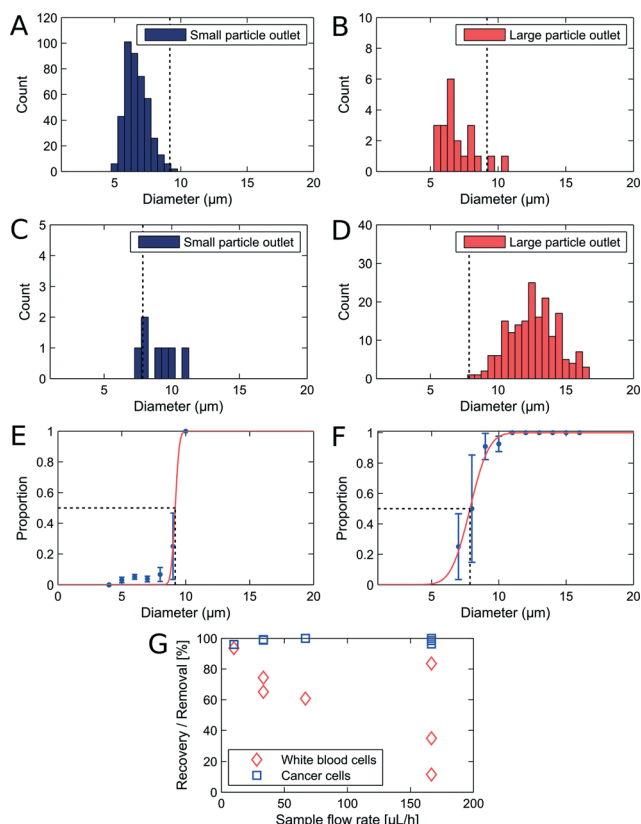 A
120
100
80
60
40
20
0
Count
5
10
15
20
Diameter (µm)
Small particle outlet
B
10
8
6
4
2
0
Count
5
10
15
20
Diameter (µm)
Large particle outlet
C
5
4
3
2
1
0
Count
5
10
15
20
Diameter (µm)
Small particle outlet
D
40
30
20
10
0
Count
5
10
15
20
Diameter (µm)
Large particle outlet
E
1
0.8
0.6
0.4
0.2
0
Proportion
0
5
10
15
20
Diameter (µm)
F
1
0.8
0.6
0.4
0.2
0
Proportion
0
5
10
15
20
Diameter (µm)
G
100
80
60
40
20
0
Recovery / Removal [%]
0
50
100
150
200
Sample flow rate [µL/h]
White blood cells
Cancer cells